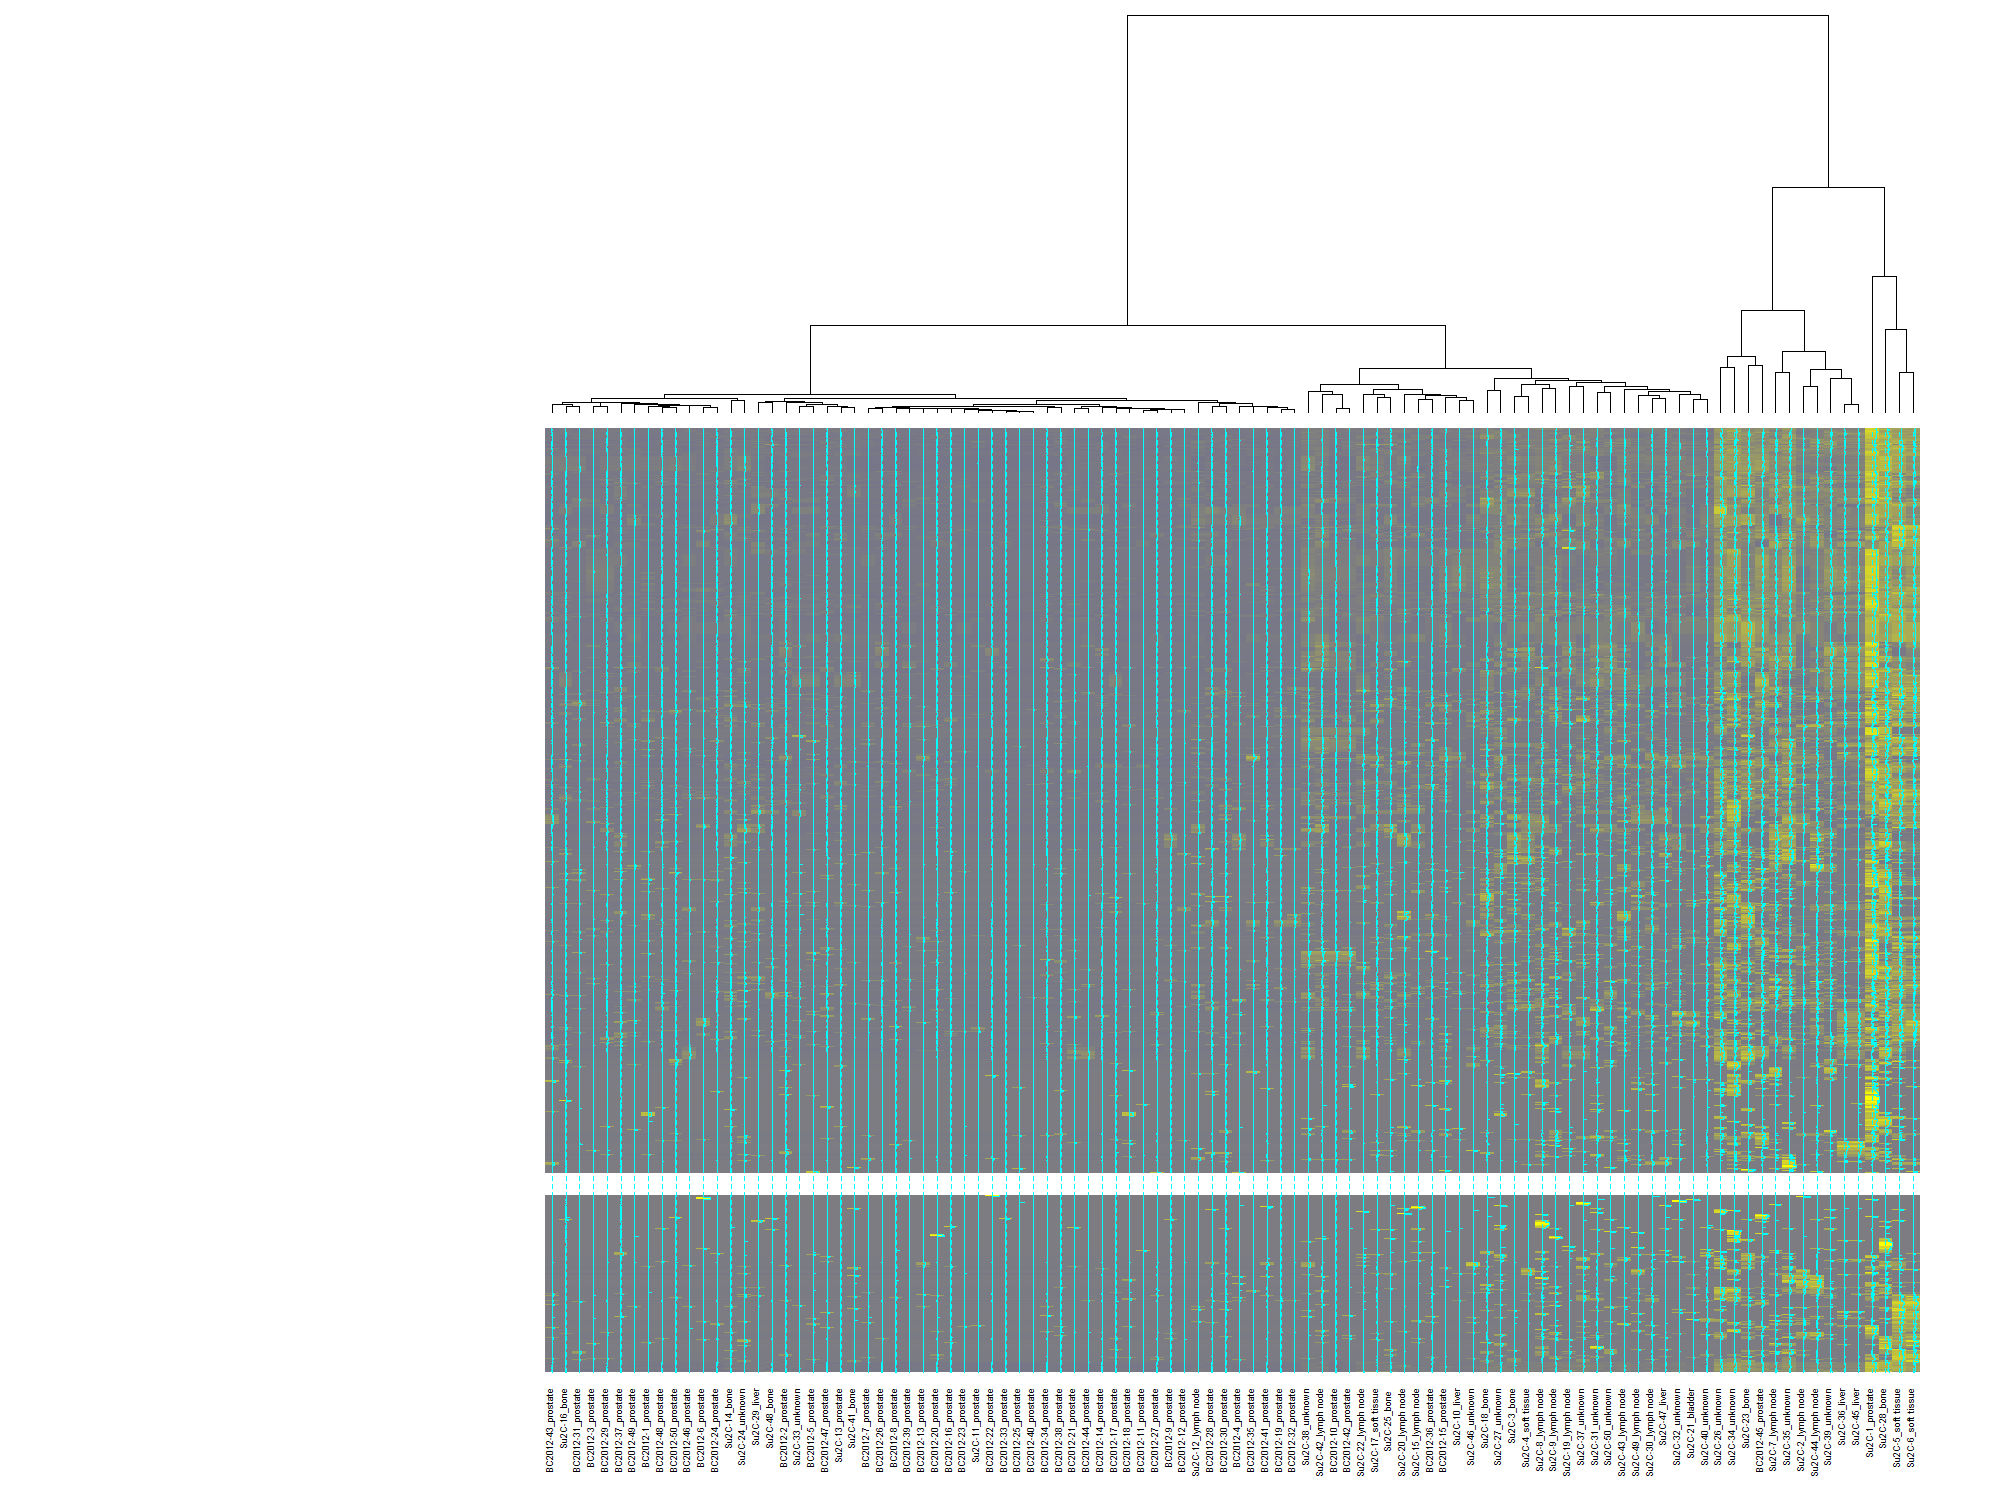 BC2012-43_prostate
Su2C-16_bone
BC2012-31_prostate
BC2012-3_prostate
BC2012-29_prostate
BC2012-37_prostate
BC2012-49_prostate
BC2012-1_prostate
BC2012-48_prostate
BC2012-50_prostate
BC2012-46_prostate
BC2012-6_prostate
BC2012-24_prostate
Su2C-14_bone
Su2C-24_unknown
Su2C-29_liver
Su2C-48_bone
BC2012-2_prostate
Su2C-33_unknown
BC2012-5_prostate
BC2012-47_prostate
Su2C-13_prostate
Su2C-41_bone
BC2012-7_prostate
BC2012-26_prostate
BC2012-8_prostate
BC2012-39_prostate
BC2012-13_prostate
BC2012-20_prostate
BC2012-16_prostate
BC2012-23_prostate
Su2C-11_prostate
BC2012-22_prostate
BC2012-33_prostate
BC2012-25_prostate
BC2012-40_prostate
BC2012-34_prostate
BC2012-38_prostate
BC2012-21_prostate
BC2012-44_prostate
BC2012-14_prostate
BC2012-17_prostate
BC2012-18_prostate
BC2012-11_prostate
BC2012-27_prostate
BC2012-9_prostate
BC2012-12_prostate
Su2C-12_lymph node
BC2012-28_prostate
BC2012-30_prostate
BC2012-4_prostate
BC2012-35_prostate
BC2012-41_prostate
BC2012-19_prostate
BC2012-32_prostate
Su2C-38_unknown
Su2C-42_lymph node
BC2012-10_prostate
BC2012-42_prostate
Su2C-22_lymph node
Su2C-17_soft tissue
Su2C-25_bone
Su2C-20_lymph node
Su2C-15_lymph node
BC2012-36_prostate
BC2012-15_prostate
Su2C-10_liver
Su2C-46_unknown
Su2C-18_bone
Su2C-27_unknown
Su2C-3_bone
Su2C-4_soft tissue
Su2C-8_lymph node
Su2C-9_lymph node
Su2C-19_lymph node
Su2C-37_unknown
Su2C-31_unknown
Su2C-50_unknown
Su2C-43_lymph node
Su2C-49_lymph node
Su2C-30_lymph node
Su2C-47_liver
Su2C-32_unknown
Su2C-21_bladder
Su2C-40_unknown
Su2C-26_unknown
Su2C-34_unknown
Su2C-23_bone
BC2012-45_prostate
Su2C-7_lymph node
Su2C-35_unknown
Su2C-2_lymph node
Su2C-44_lymph node
Su2C-39_unknown
Su2C-36_liver
Su2C-45_liver
Su2C-1_prostate
Su2C-28_bone
Su2C-5_soft tissue
Su2C-6_soft tissue